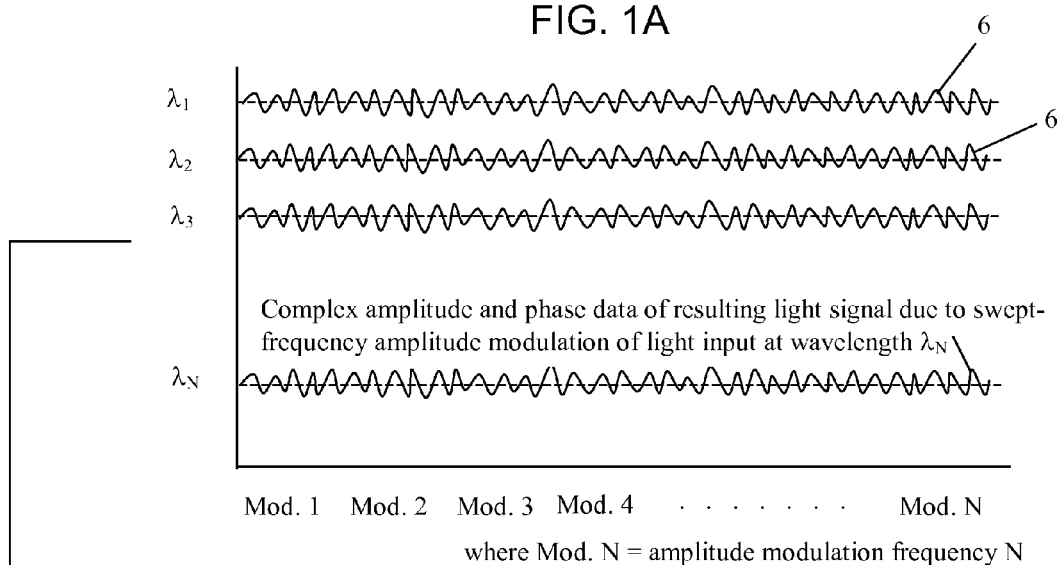 FIG. 1A
6
λ1
6
λ2
λ3
Complex amplitude and phase data of resulting light signal due to swept-
frequency amplitude modulation of light input at wavelength λN
λN
Mod. 1 Mod. 2 Mod. 3 Mod. 4 . . . . . . . . Mod. N
where Mod. N = amplitude modulation frequency N